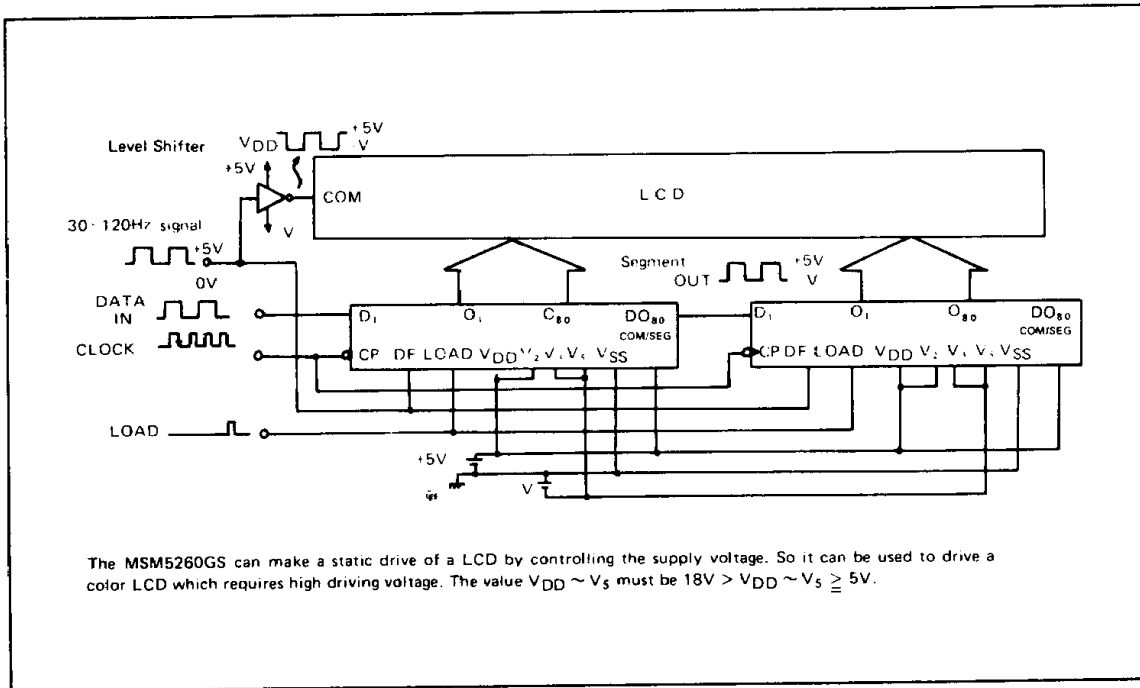 Level Shifter
VDD
+5V
-V
+5V
COM
LCD
V
30-120Hz signal
+5V
0V
Segment
OUT
+5V
V
DATA
IN
D1 O1 O80 DO80
COM/SEG
D1 O1 O80 DO80
COM/SEG
CLOCK
CP DF LOAD VDD V2 V3 V5 VSS
CP DF LOAD VDD V2 V3 V5 VSS
LOAD
+5V
V
The MSM5260GS can make a static drive of a LCD by controlling the supply voltage. So it can be used to drive a
color LCD which requires high driving voltage. The value VDD ~ V5 must be 18V > VDD ~ V5 ≧ 5V.